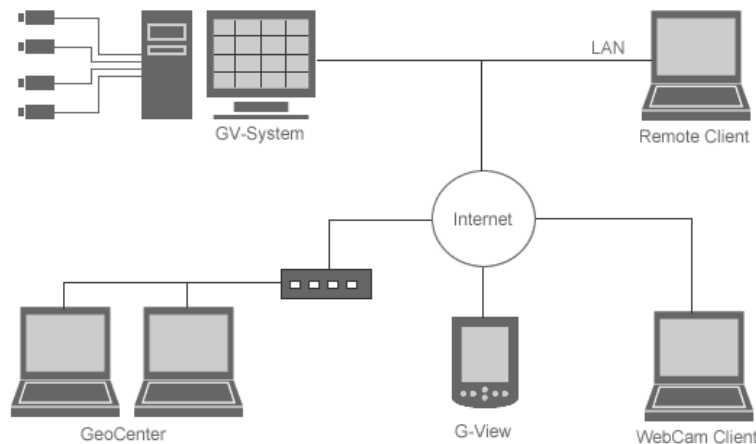 LAN
GV-System
Remote Client
Internet
GeoCenter
G-View
WebCam Client